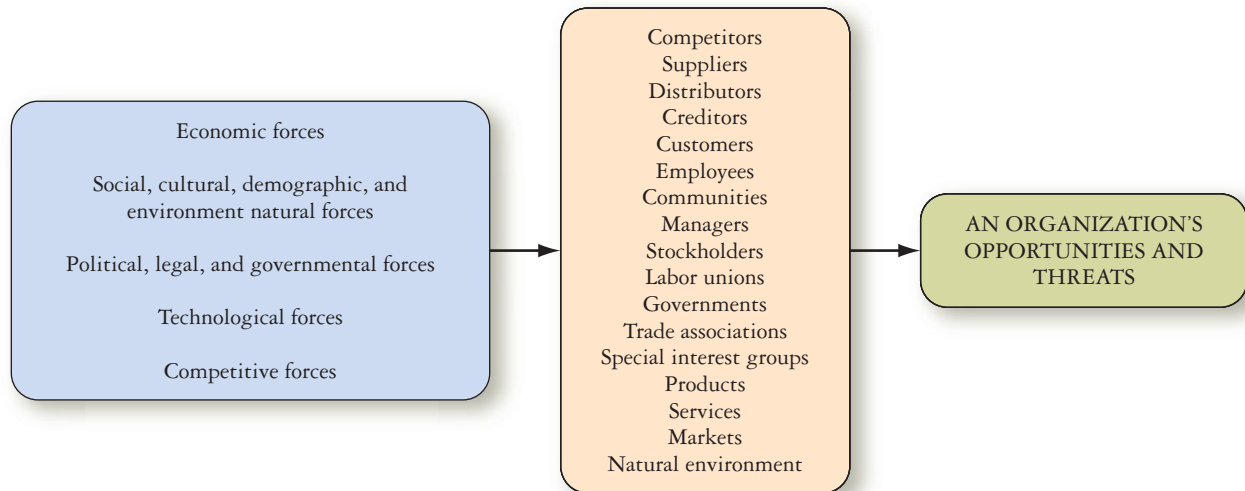 Economic forces
Social, cultural, demographic, and
environment natural forces
Political, legal, and governmental forces
Technological forces
Competitive forces
Competitors
Suppliers
Distributors
Creditors
Customers
Employees
Communities
Managers
Stockholders
Labor unions
Governments
Trade associations
Special interest groups
Products
Services
Markets
Natural environment
AN ORGANIZATION’S
OPPORTUNITIES AND
THREATS